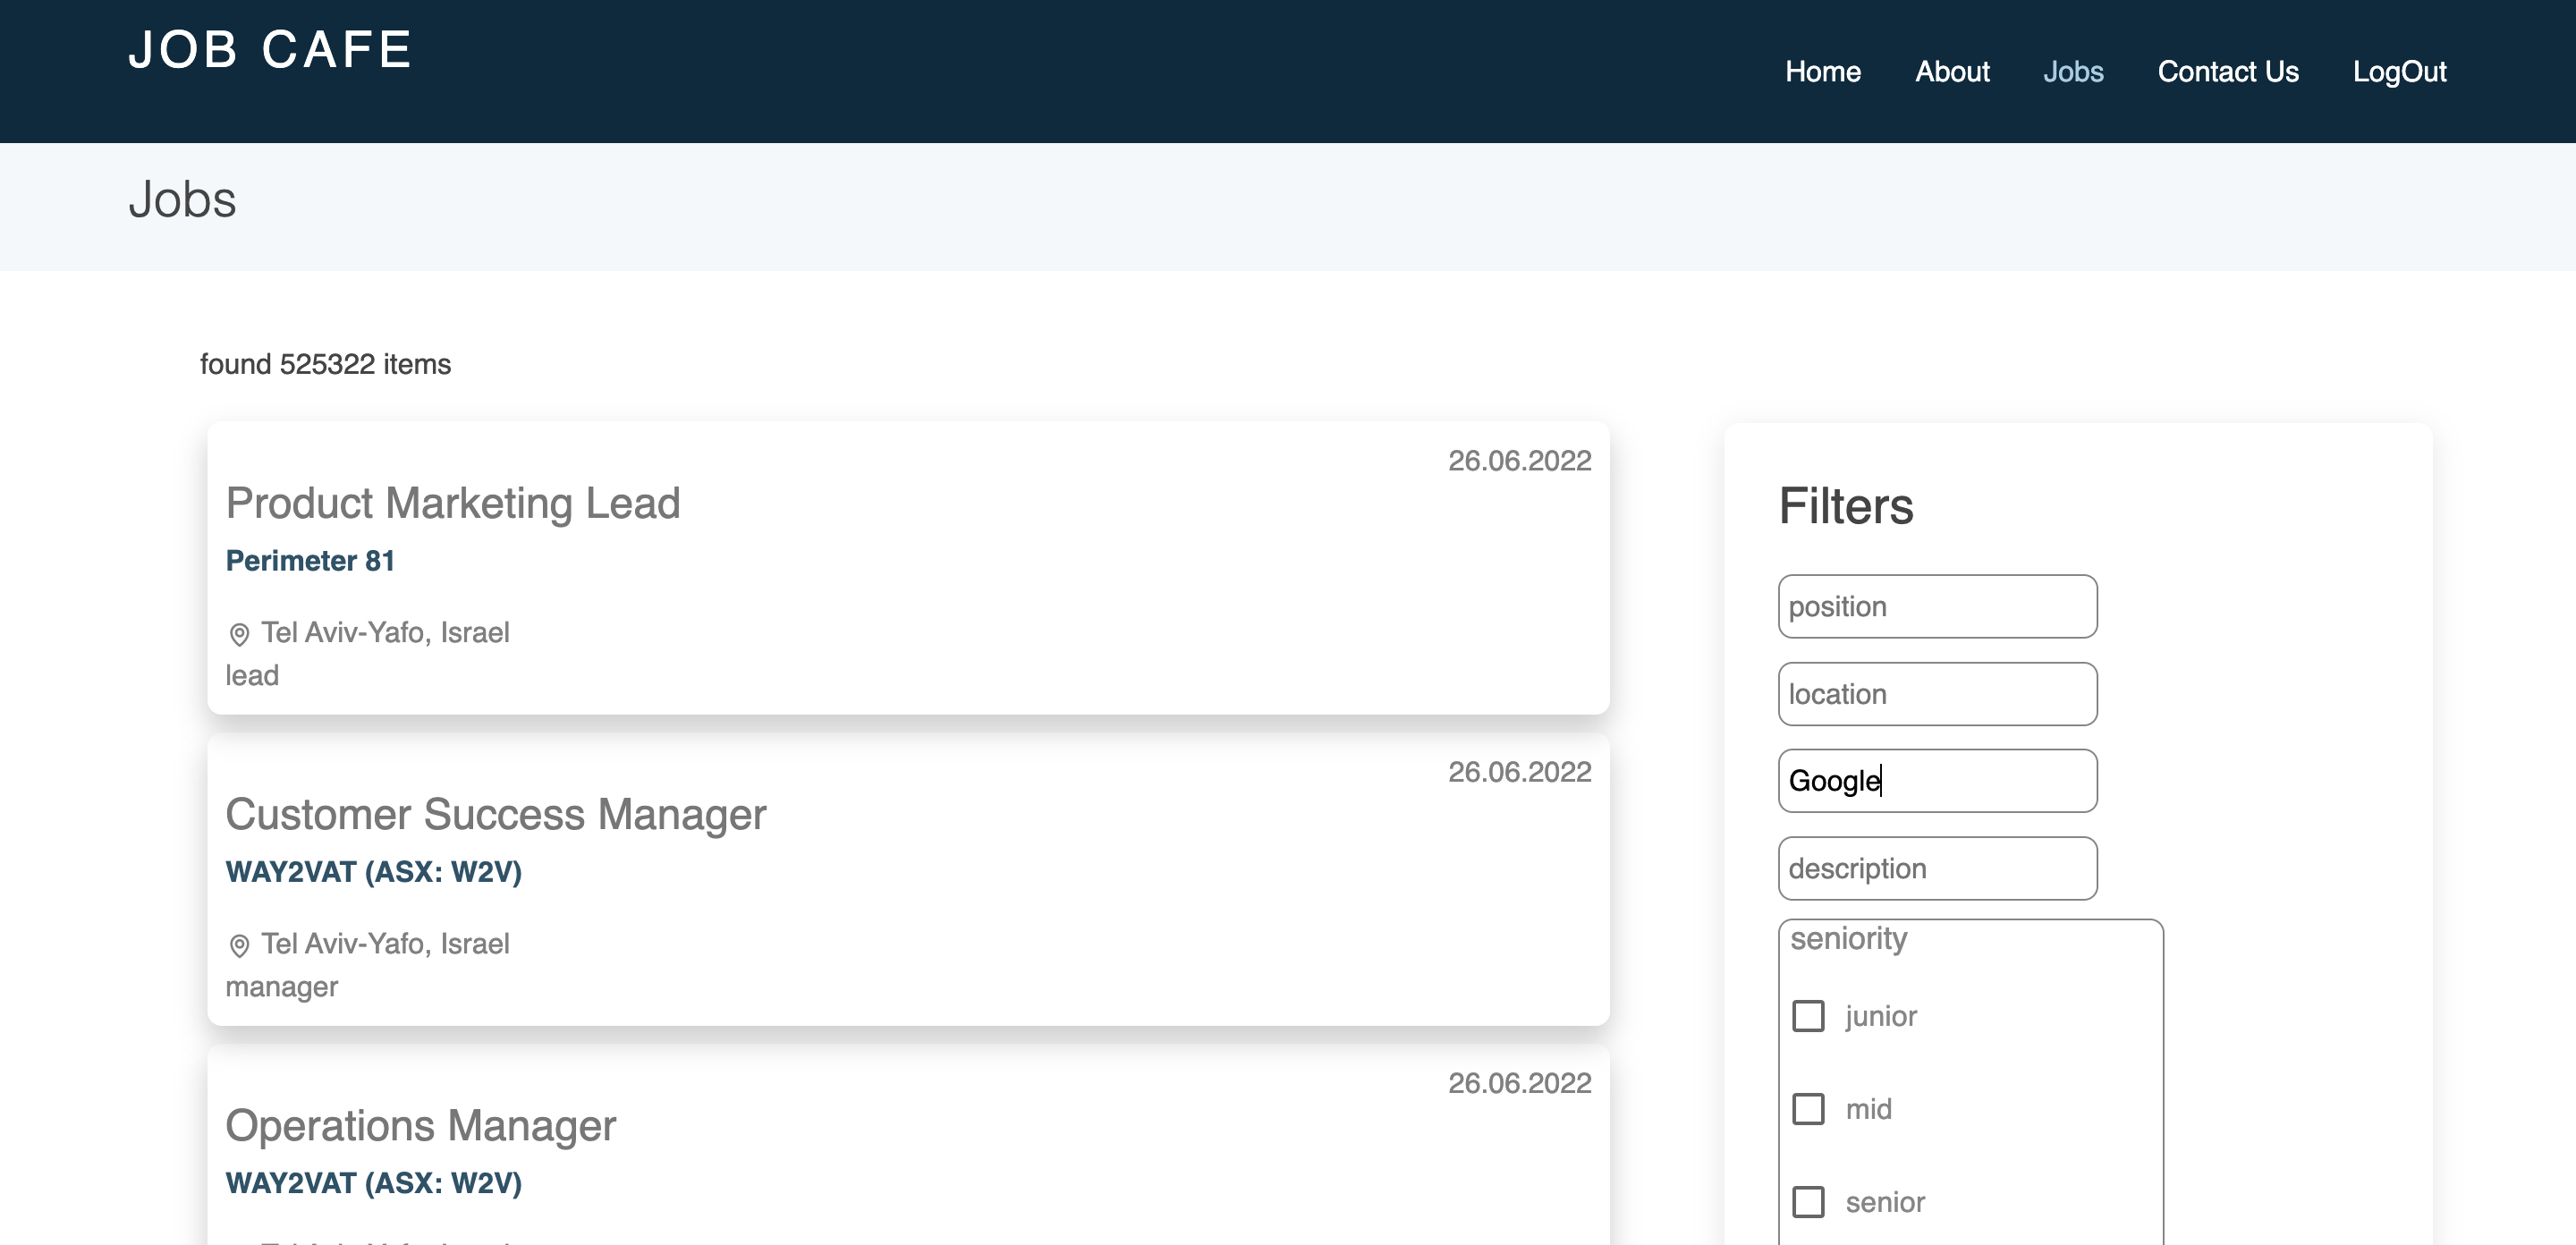 JOB CAFE
Home
About
Jobs
Contact Us
LogOut
Jobs
found 525322 items
26.06.2022
Product Marketing Lead
Perimeter 81
Tel Aviv-Yafo, Israel
lead
26.06.2022
Customer Success Manager
WAY2VAT (ASX: W2V)
Tel Aviv-Yafo, Israel
manager
26.06.2022
Operations Manager
WAY2VAT (ASX: W2V)
Filters
position
location
Google
description
seniority
junior
mid
senior